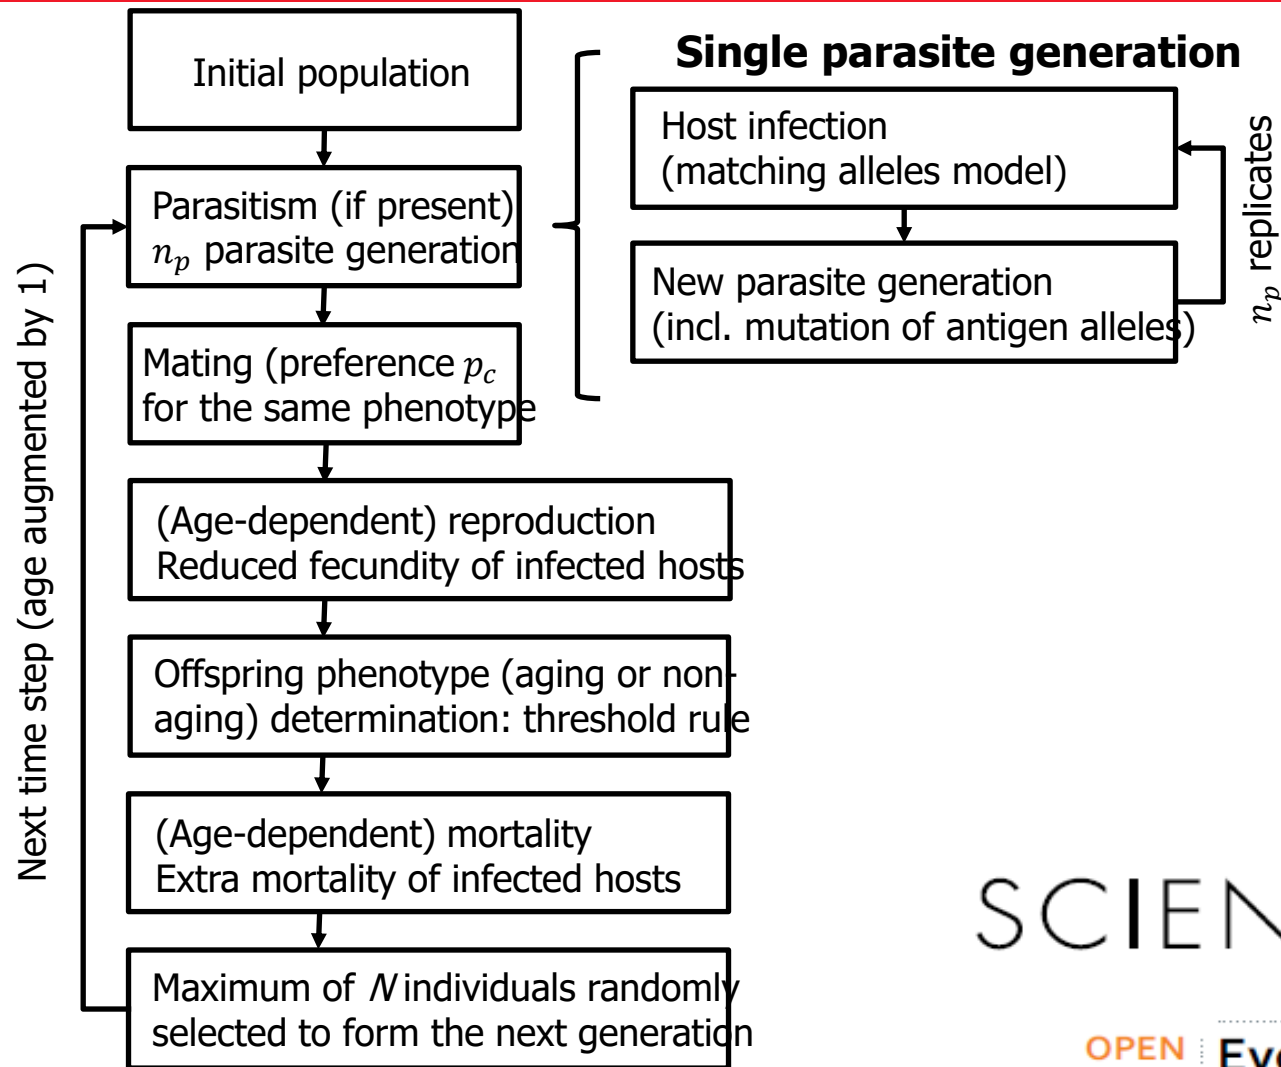 Initial population
Parasitism (if present)
n_p parasite generation
Mating (preference p_c
for the same phenotype
(Age-dependent) reproduction
Reduced fecundity of infected hosts
Offspring phenotype (aging or non-
aging) determination: threshold rule
(Age-dependent) mortality
Extra mortality of infected hosts
Maximum of N individuals randomly
selected to form the next generation
Next time step (age augmented by 1)
Single parasite generation
Host infection
(matching alleles model)
New parasite generation
(incl. mutation of antigen alleles)
n_p replicates
SCIEN
OPEN